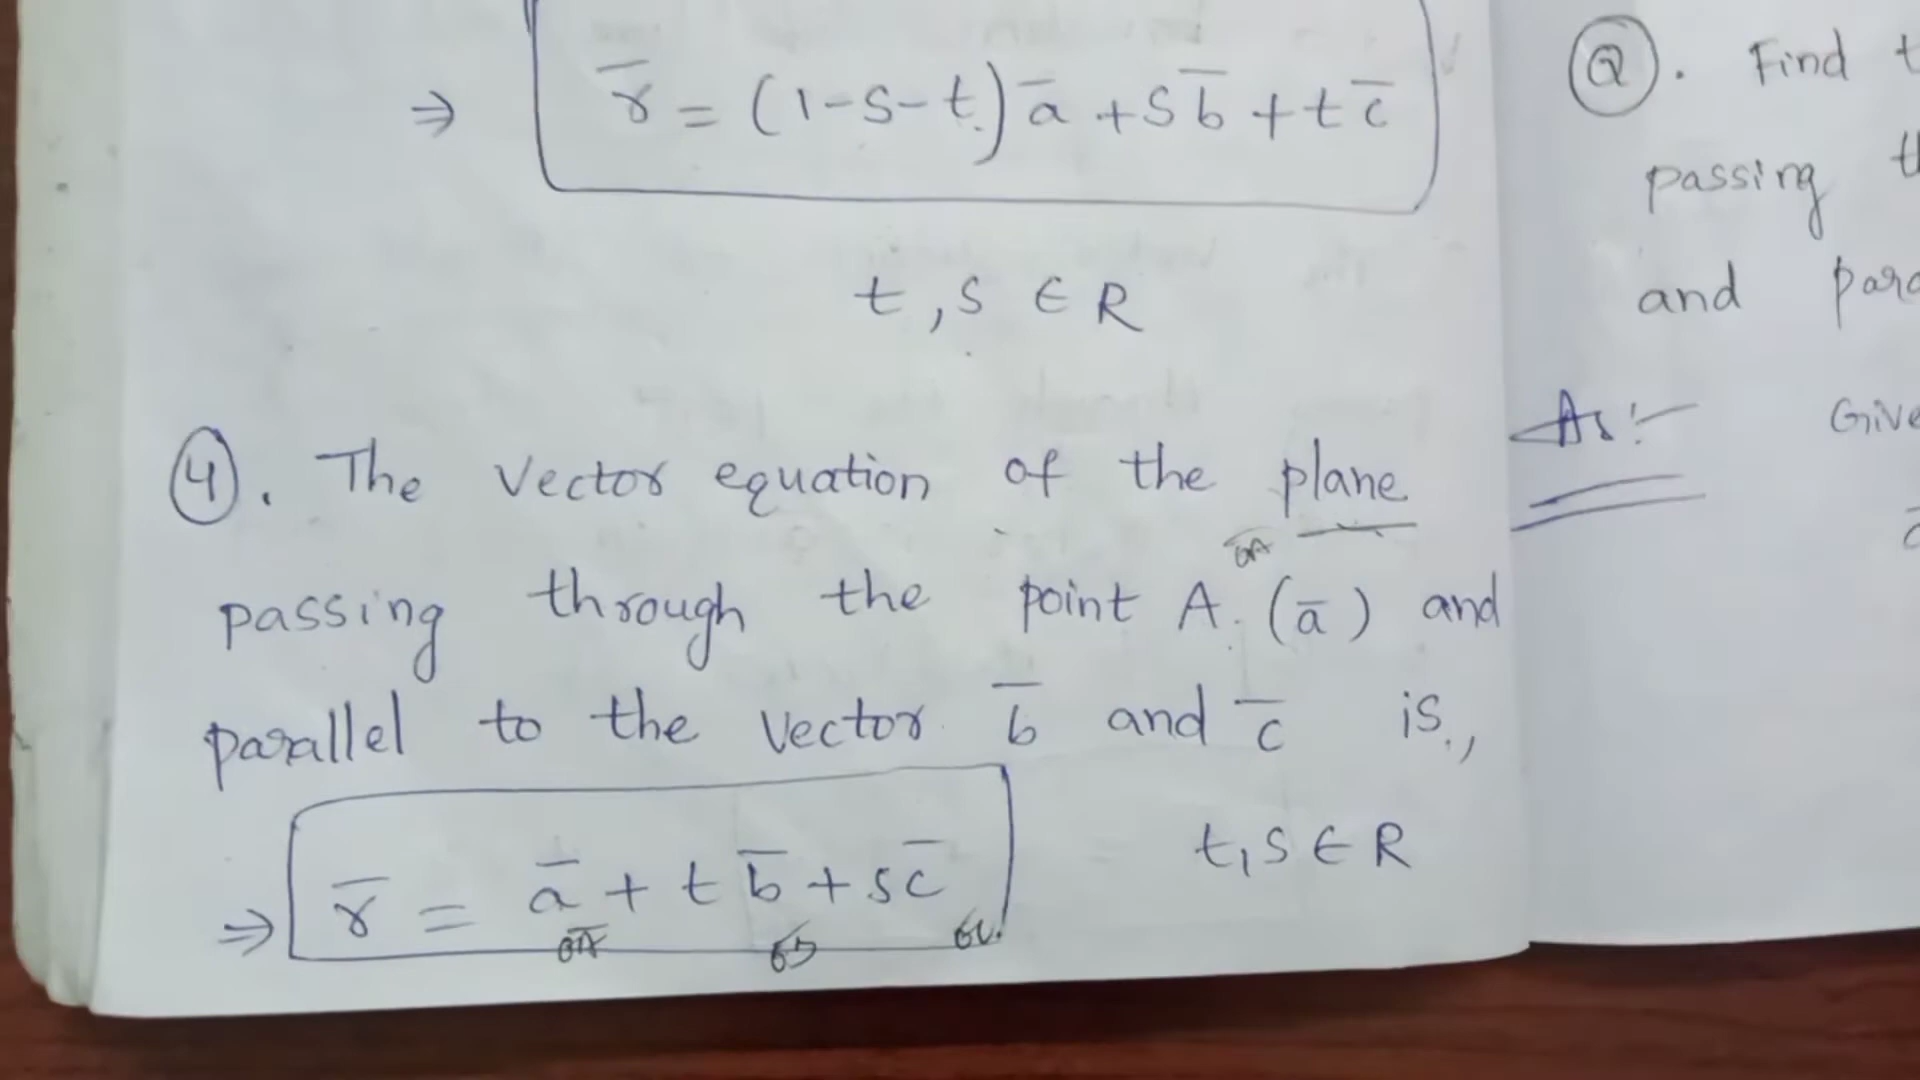 ⇒ r̅ = (1-s-t) a̅ + s b̅ + t c̅
t, s ∈ R
④. The vector equation of the plane
passing through the point A. (a̅) and
parallel to the vector b̅ and c̅ is.,
⇒ r̅ = a̅ + t b̅ + s c̅ t, s ∈ R
Ⓠ. Find
passing
and
As:-